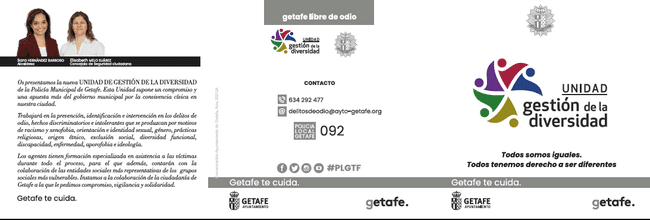 Sara HERNÁNDEZ BARROSO
Alcaldesa
Elisabeth MELO SUÁREZ
Concejala de Seguridad ciudadana
Os presentamos la nueva UNIDAD DE GESTIÓN DE LA DIVERSIDAD
de la Policía Municipal de Getafe. Esta Unidad supone un compromiso y
una apuesta más del gobierno municipal por la convivencia cívica en
nuestra ciudad.
Trabajará en la prevención, identificación e intervención en los delitos de
odio, hechos discriminatorios e intolerantes que se produzcan por motivos
de racismo y xenofobia, orientación e identidad sexual, género, prácticas
religiosas, origen étnico, exclusión social, diversidad funcional,
discapacidad, enfermedad, aporofobia e ideología.
Los agentes tienen formación especializada en asistencia a las víctimas
durante todo el proceso, para el que además, contarán con la
colaboración de las entidades sociales más representativas de los grupos
sociales más vulnerables. Instamos a la colaboración de la ciudadanía de
Getafe a la que le pedimos compromiso, vigilancia y solidaridad.
Getafe te cuida.
getafe libre de odio
UNIDAD
gestión de la
diversidad
CONTACTO
634 292 477
delitosdeodio@ayto-getafe.org
POLICÍA
LOCAL
GETAFE
092
#PLGTF
Getafe te cuida.
GETAFE
AYUNTAMIENTO
getafe.
UNIDAD
gestión de la
diversidad
Todos somos iguales.
Todos tenemos derecho a ser diferentes
Getafe te cuida.
GETAFE
AYUNTAMIENTO
getafe.